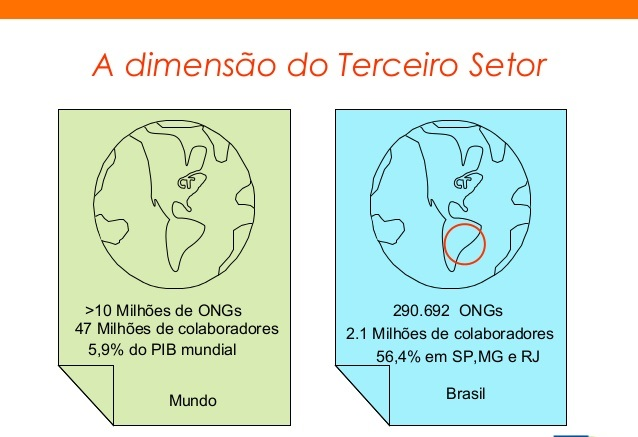 A dimensão do Terceiro Setor
>10 Milhões de ONGs
47 Milhões de colaboradores
5,9% do PIB mundial
Mundo
290.692 ONGs
2.1 Milhões de colaboradores
56,4% em SP,MG e RJ
Brasil